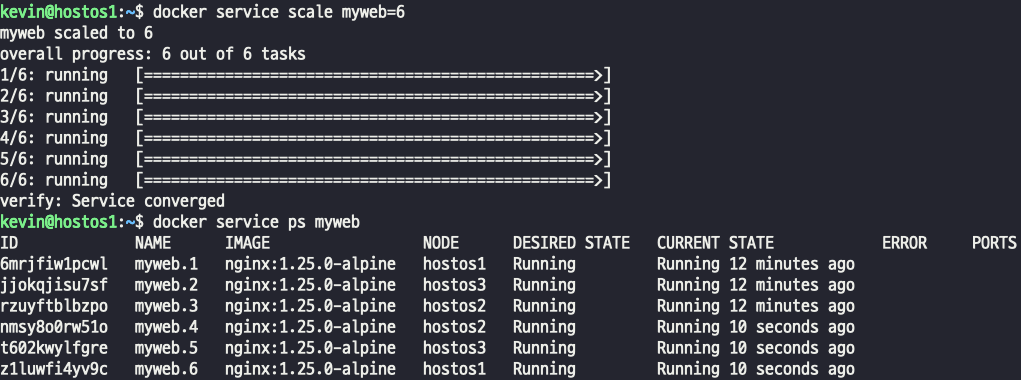 kevin@hostos1:~$ docker service scale myweb=6
myweb scaled to 6
overall progress: 6 out of 6 tasks
1/6: running   [==================================================>]
2/6: running   [==================================================>]
3/6: running   [==================================================>]
4/6: running   [==================================================>]
5/6: running   [==================================================>]
6/6: running   [==================================================>]
verify: Service converged
kevin@hostos1:~$ docker service ps myweb
ID             NAME      IMAGE                 NODE      DESIRED STATE   CURRENT STATE            ERROR     PORTS
6mrjfiw1pcwl   myweb.1   nginx:1.25.0-alpine   hostos1   Running         Running 12 minutes ago
jjokqjisu7sf   myweb.2   nginx:1.25.0-alpine   hostos3   Running         Running 12 minutes ago
rzuyftblbzpo   myweb.3   nginx:1.25.0-alpine   hostos2   Running         Running 12 minutes ago
nmsy8o0rw51o   myweb.4   nginx:1.25.0-alpine   hostos2   Running         Running 10 seconds ago
t602kwylfgre   myweb.5   nginx:1.25.0-alpine   hostos3   Running         Running 10 seconds ago
z1luwfi4yv9c   myweb.6   nginx:1.25.0-alpine   hostos1   Running         Running 10 seconds ago